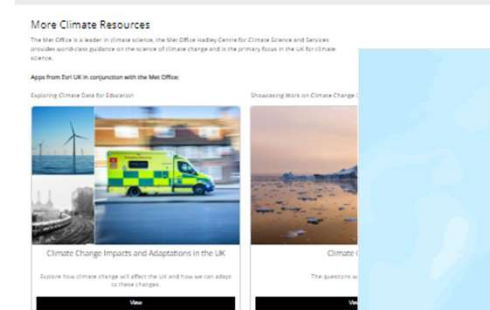 More Climate Resources
The Met Office is a leader in climate science, the Met Office Hadley Centre for Climate Science and Services
provides world-class guidance on the science of climate change and is the primary focus in the UK for climate
science.
Apps from Esri UK in conjunction with the Met Office:
Exploring Climate Data for Education
Showcasing Work on Climate Change
Climate Change Impacts and Adaptations in the UK
Climate
Explore how climate change will affect the UK and how we can adapt
to these changes.
The questions
View